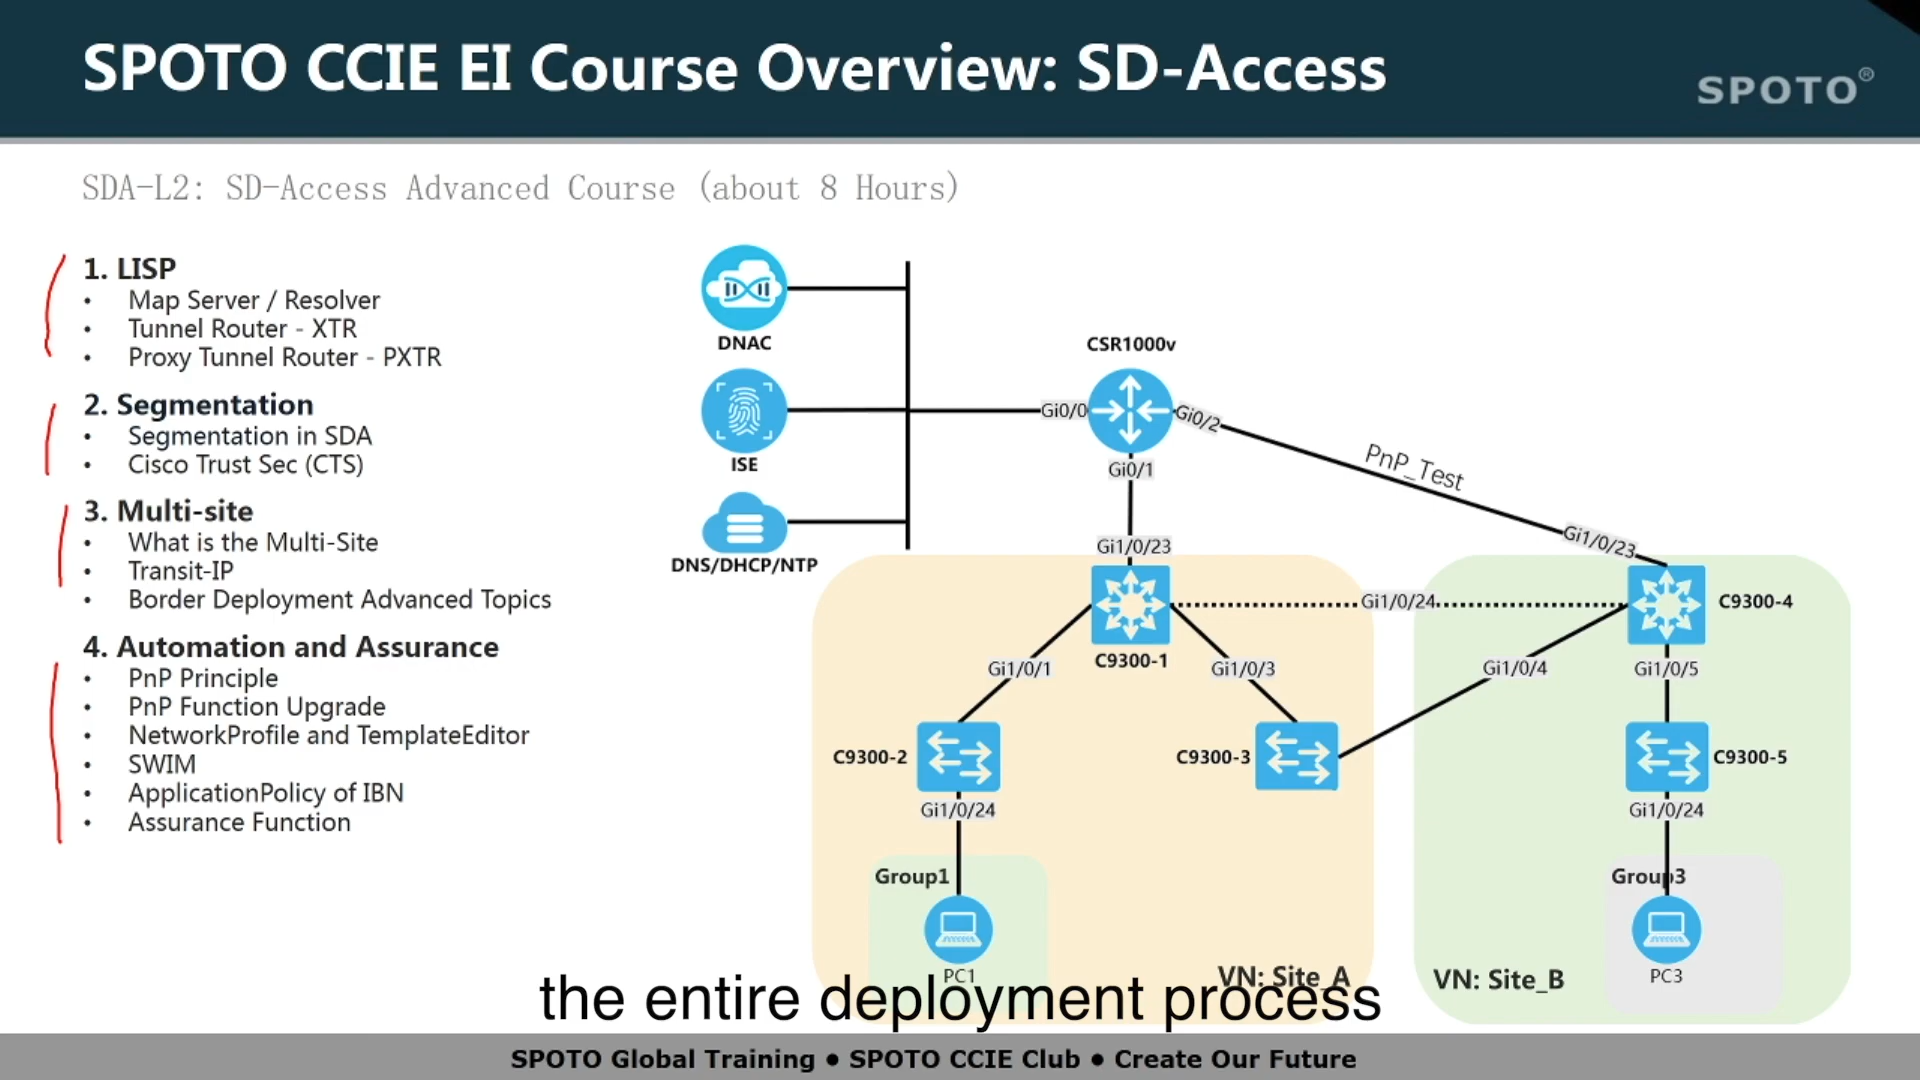 SPOTO CCIE EI Course Overview: SD-Access
SPOTO®
SDA-L2: SD-Access Advanced Course (about 8 Hours)
1. LISP
• Map Server / Resolver
• Tunnel Router - XTR
• Proxy Tunnel Router - PXTR
2. Segmentation
• Segmentation in SDA
• Cisco Trust Sec (CTS)
3. Multi-site
• What is the Multi-Site
• Transit-IP
• Border Deployment Advanced Topics
4. Automation and Assurance
• PnP Principle
• PnP Function Upgrade
• NetworkProfile and TemplateEditor
• SWIM
• ApplicationPolicy of IBN
• Assurance Function
DNAC
ISE
DNS/DHCP/NTP
CSR1000v
Gi0/0
Gi0/2
Gi0/1
PnP_Test
Gi1/0/23
Gi1/0/23
Gi1/0/24
C9300-4
C9300-1
Gi1/0/1
Gi1/0/3
Gi1/0/4
Gi1/0/5
C9300-2
C9300-3
C9300-5
Gi1/0/24
Gi1/0/24
Group1
Group3
PC1
VN: Site_A
VN: Site_B
PC3
the entire deployment process
SPOTO Global Training ● SPOTO CCIE Club ● Create Our Future